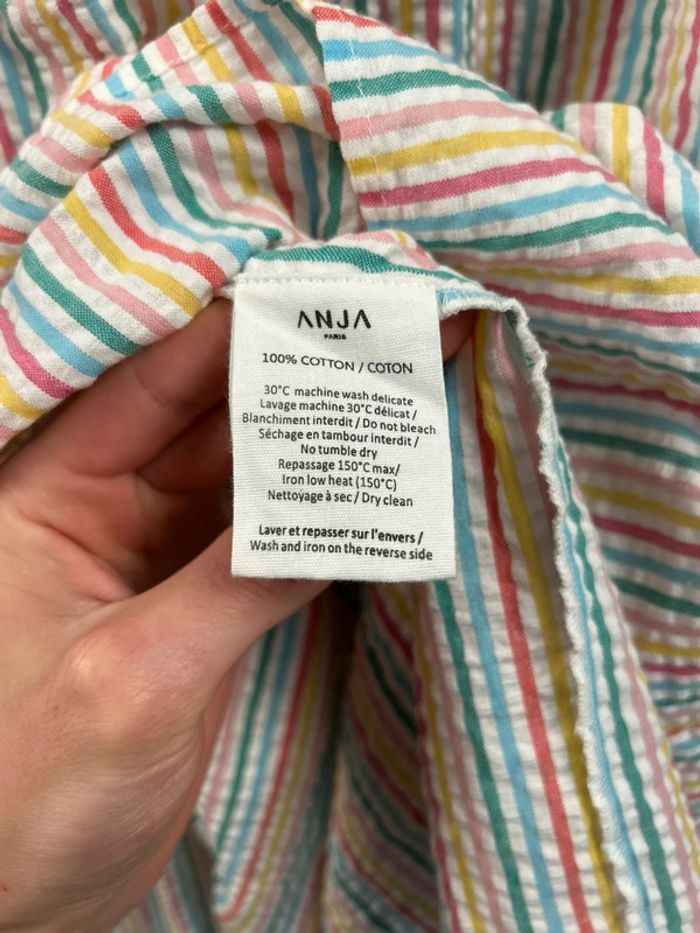 ANJA
PARIS
100% COTTON / COTON
30°C machine wash delicate
Lavage machine 30°C délicat /
Blanchiment interdit / Do not bleach
Séchage en tambour interdit /
No tumble dry
Repassage 150°C max/
Iron low heat (150°C)
Nettoyage à sec / Dry clean
Laver et repasser sur l'envers /
Wash and iron on the reverse side